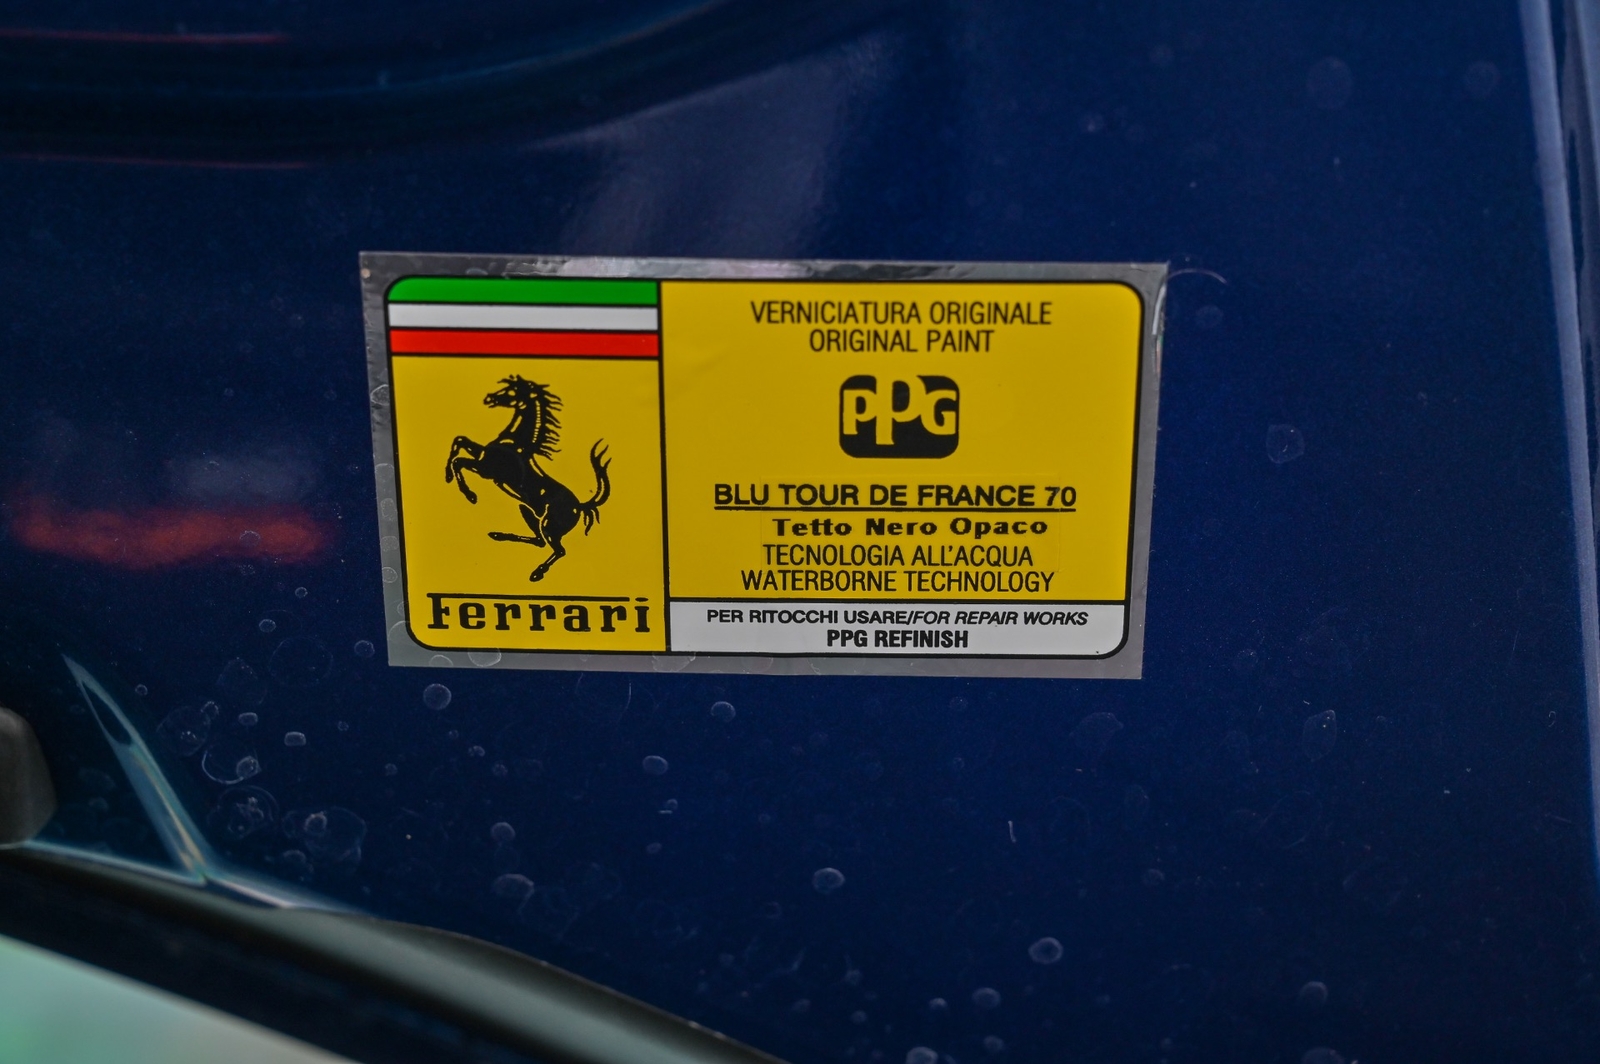 Ferrari
VERNICIATURA ORIGINALE
ORIGINAL PAINT
PPG
BLU TOUR DE FRANCE 70
Tetto Nero Opaco
TECNOLOGIA ALL'ACQUA
WATERBORNE TECHNOLOGY
PER RITOCCHI USARE/FOR REPAIR WORKS
PPG REFINISH